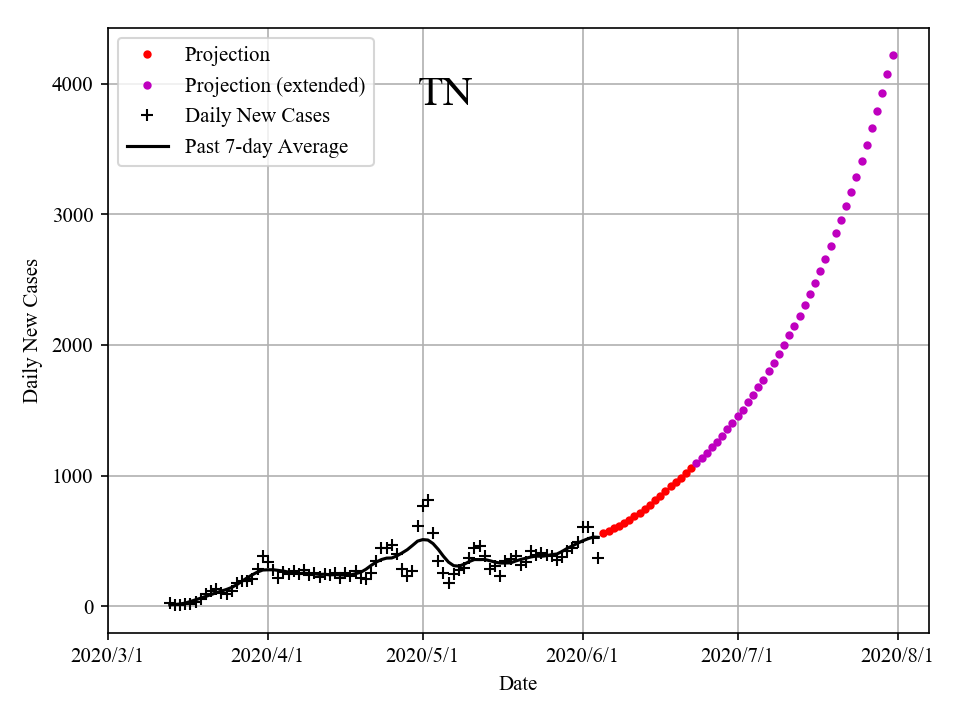 TN
Projection
Projection (extended)
Daily New Cases
Past 7-day Average
Daily New Cases
4000
3000
2000
1000
0
2020/3/1 2020/4/1 2020/5/1 2020/6/1 2020/7/1 2020/8/1
Date